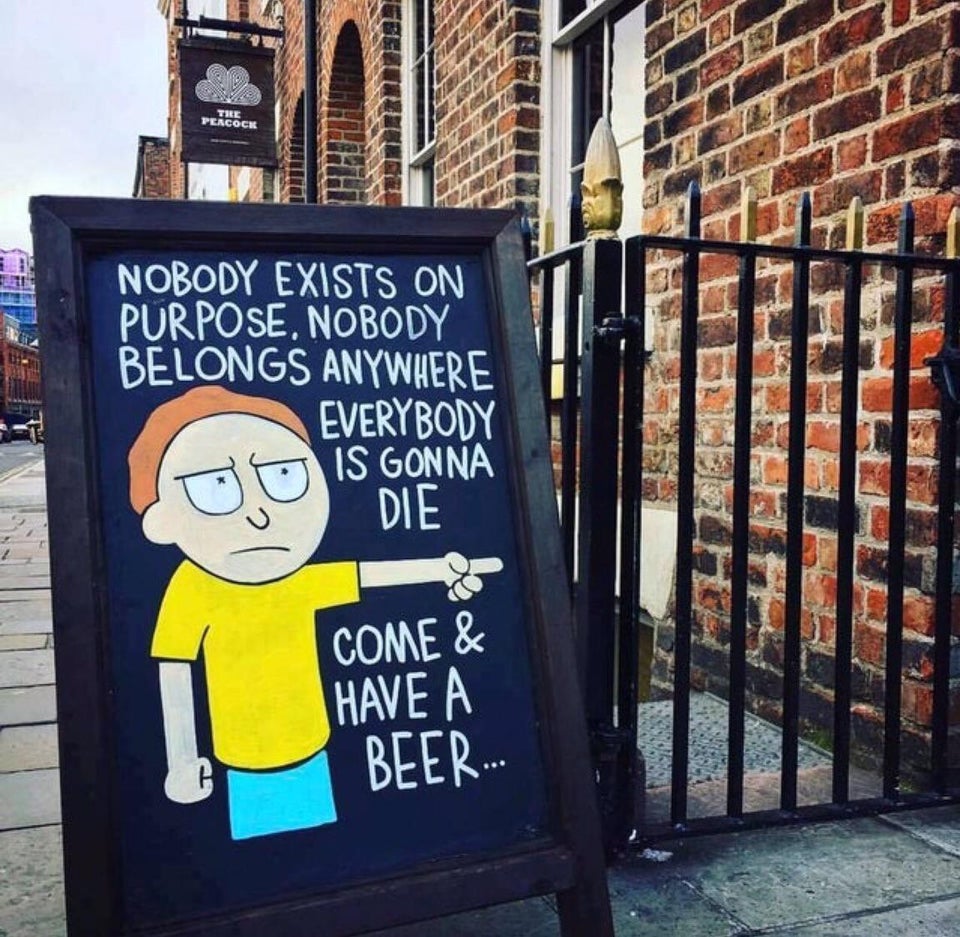 THE
PEACOCK
NOBODY EXISTS ON
PURPOSE. NOBODY
BELONGS ANYWHERE
EVERYBODY
IS GONNA
DIE
COME &
HAVE A
BEER...